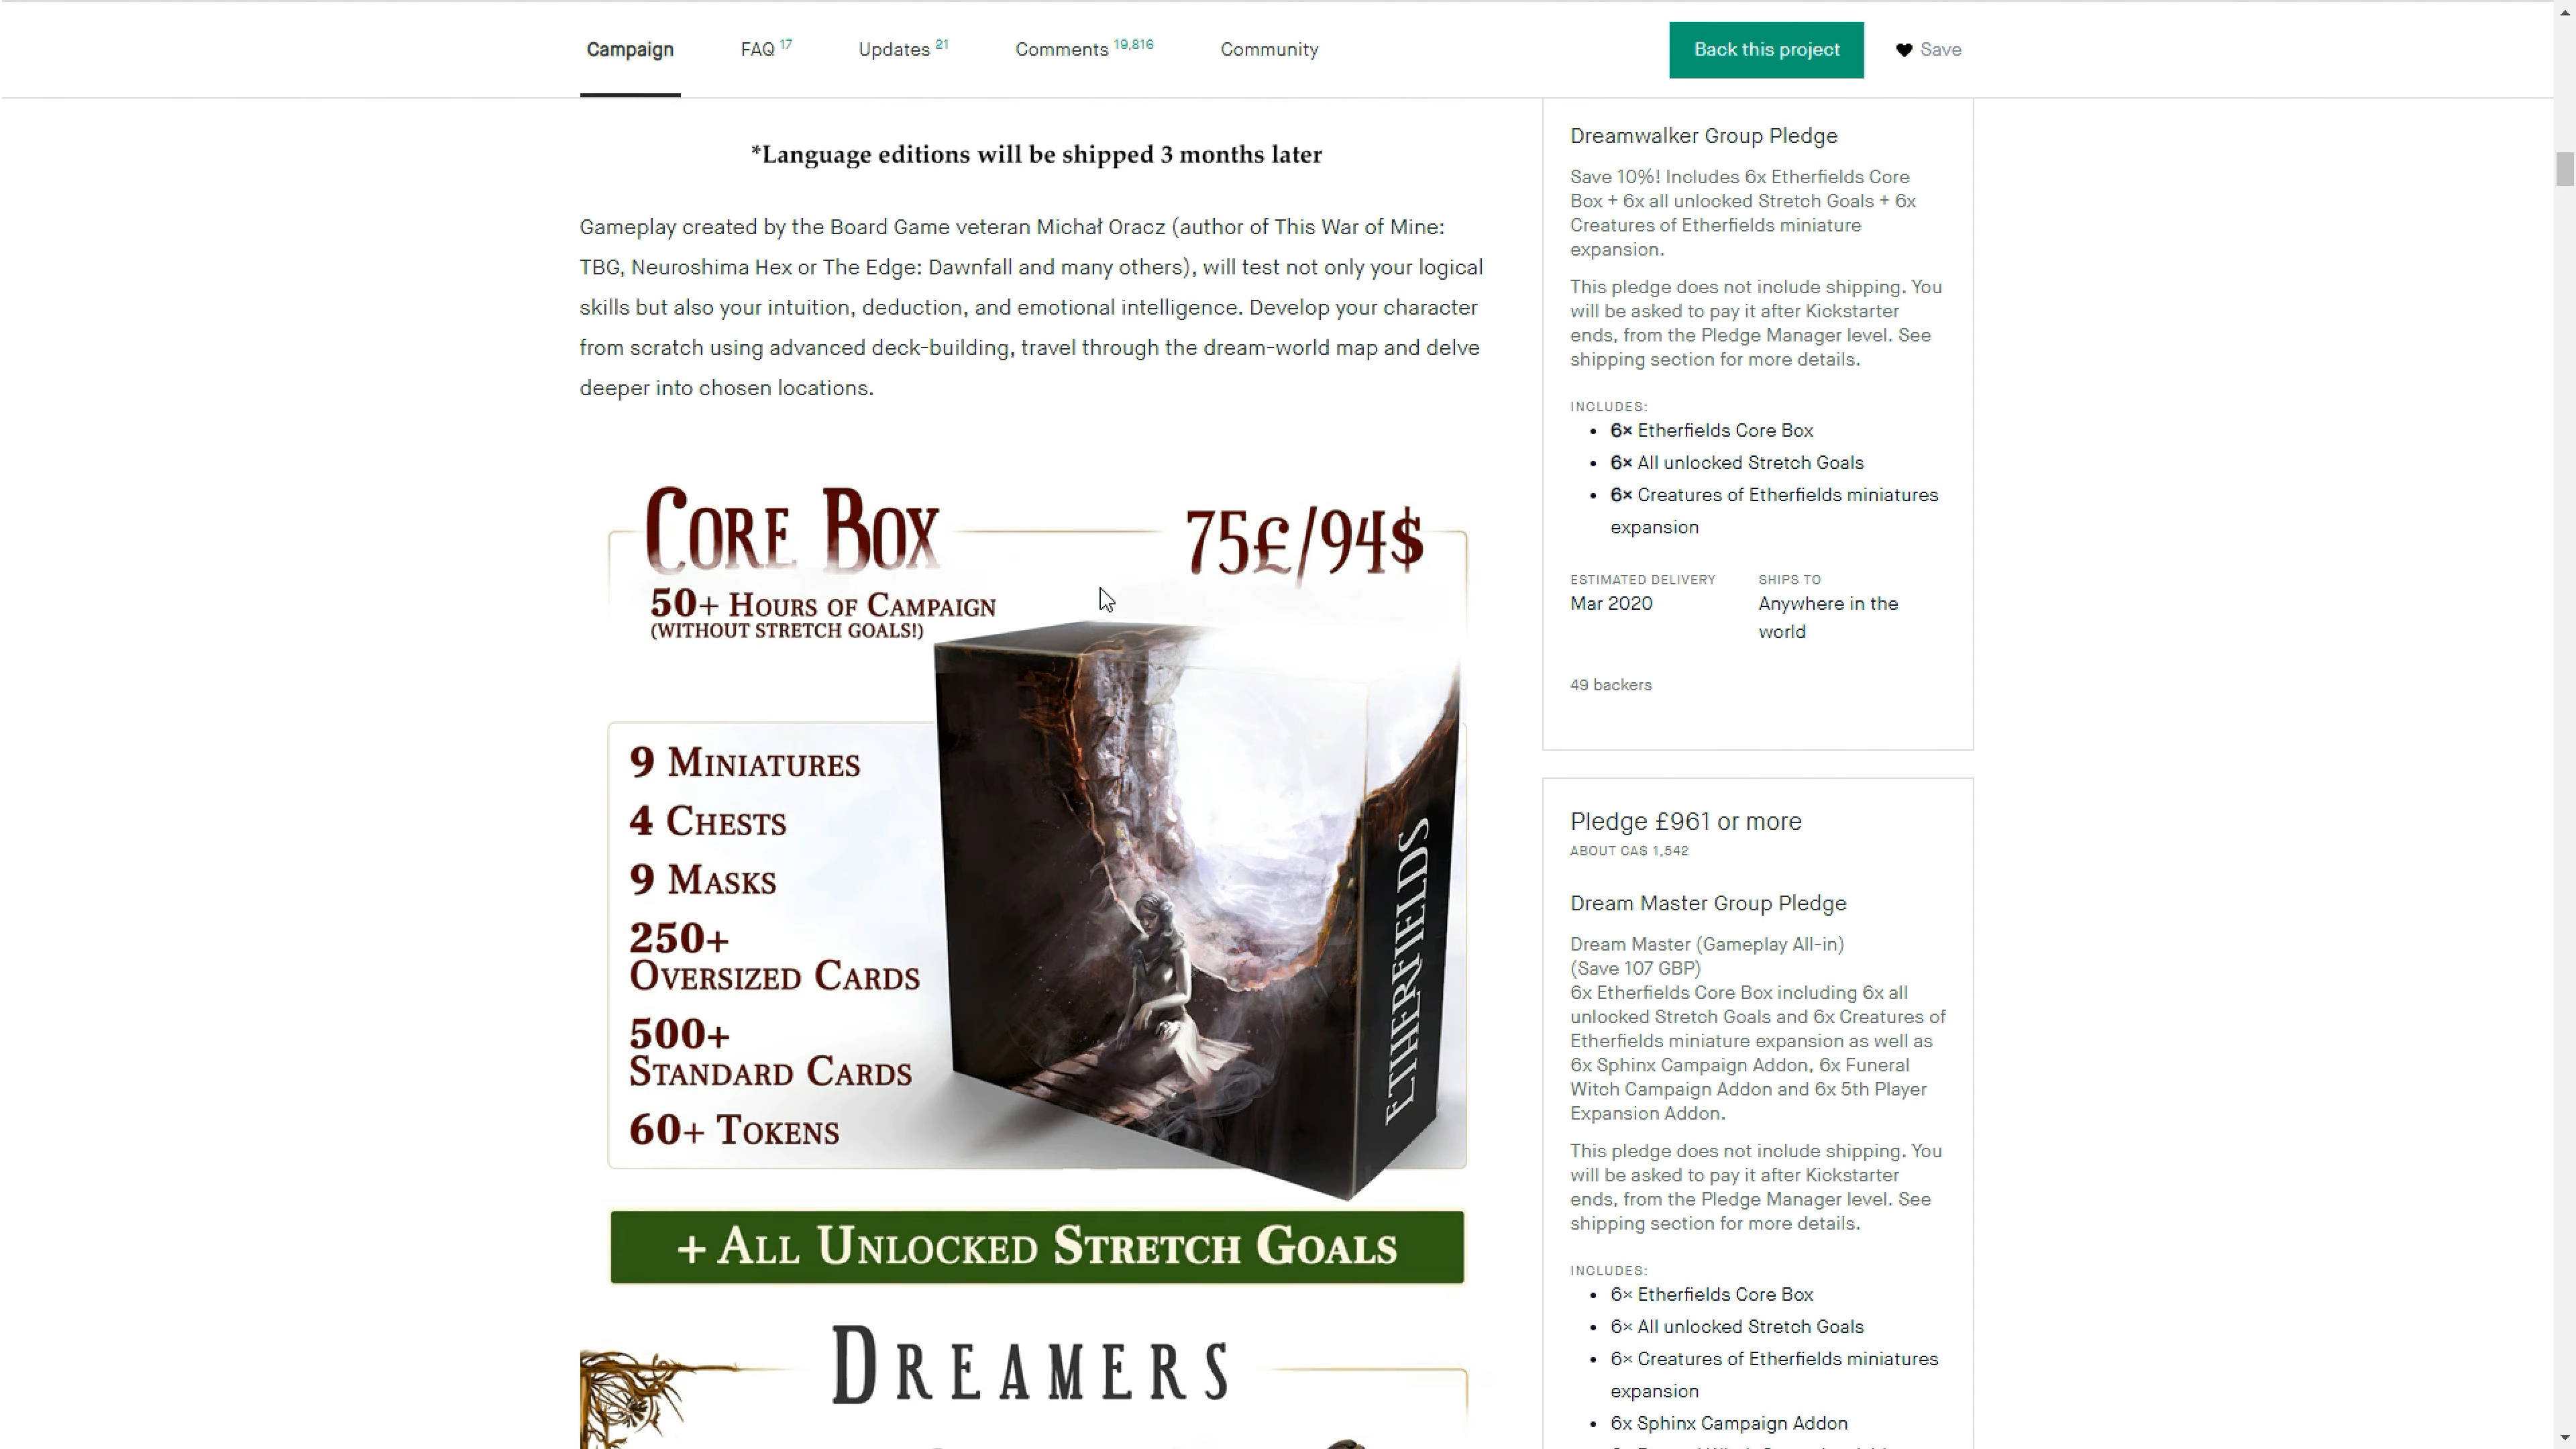 Campaign
FAQ 17
Updates 21
Comments 19,816
Community
Back this project
Save
*Language editions will be shipped 3 months later
Gameplay created by the Board Game veteran Michał Oracz (author of This War of Mine:
TBG, Neuroshima Hex or The Edge: Dawnfall and many others), will test not only your logical
skills but also your intuition, deduction, and emotional intelligence. Develop your character
from scratch using advanced deck-building, travel through the dream-world map and delve
deeper into chosen locations.
CORE BOX
75£/94$
50+ HOURS OF CAMPAIGN
(WITHOUT STRETCH GOALS!)
9 MINIATURES
4 CHESTS
9 MASKS
250+
OVERSIZED CARDS
500+
STANDARD CARDS
60+ TOKENS
ETHERFIELDS
+ ALL UNLOCKED STRETCH GOALS
DREAMERS
Dreamwalker Group Pledge
Save 10%! Includes 6x Etherfields Core
Box + 6x all unlocked Stretch Goals + 6x
Creatures of Etherfields miniature
expansion.
This pledge does not include shipping. You
will be asked to pay it after Kickstarter
ends, from the Pledge Manager level. See
shipping section for more details.
INCLUDES:
• 6× Etherfields Core Box
• 6× All unlocked Stretch Goals
• 6× Creatures of Etherfields miniatures
expansion
ESTIMATED DELIVERY
Mar 2020
SHIPS TO
Anywhere in the
world
49 backers
Pledge £961 or more
ABOUT CA$ 1,542
Dream Master Group Pledge
Dream Master (Gameplay All-in)
(Save 107 GBP)
6x Etherfields Core Box including 6x all
unlocked Stretch Goals and 6x Creatures of
Etherfields miniature expansion as well as
6x Sphinx Campaign Addon, 6x Funeral
Witch Campaign Addon and 6x 5th Player
Expansion Addon.
This pledge does not include shipping. You
will be asked to pay it after Kickstarter
ends, from the Pledge Manager level. See
shipping section for more details.
INCLUDES:
• 6× Etherfields Core Box
• 6× All unlocked Stretch Goals
• 6× Creatures of Etherfields miniatures
expansion
• 6x Sphinx Campaign Addon